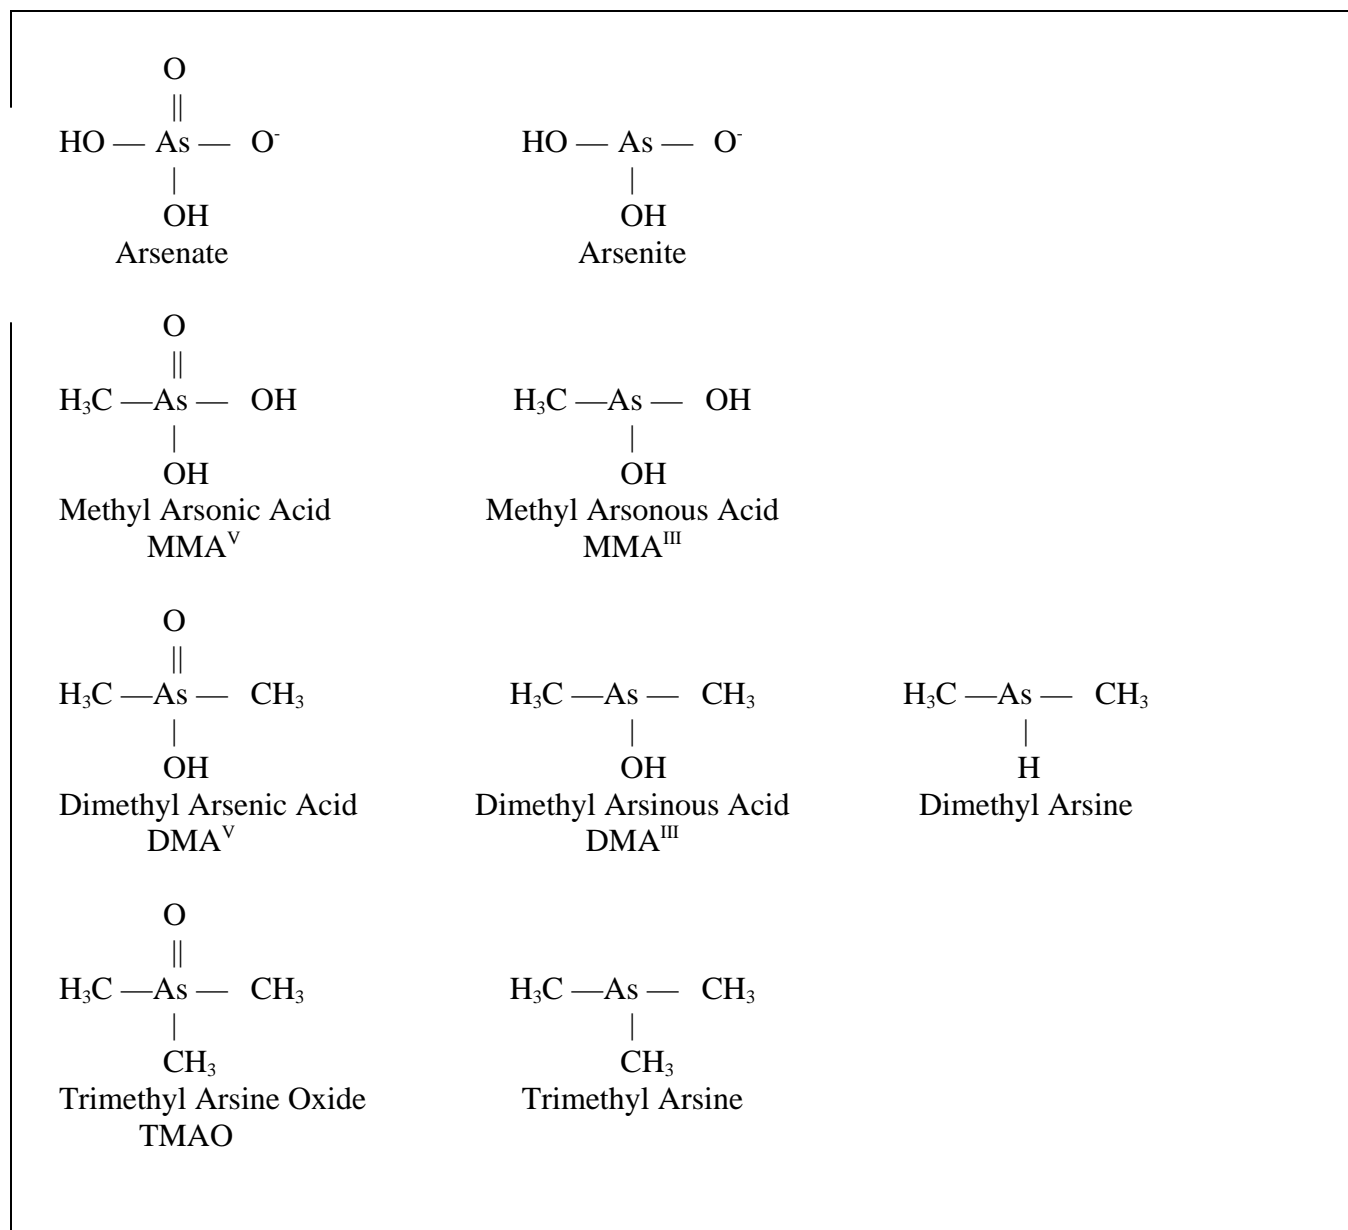 O
||
HO — As — O⁻ HO — As — O⁻
| |
OH OH
Arsenate Arsenite
O
||
H₃C —As — OH H₃C —As — OH
| |
OH OH
Methyl Arsonic Acid Methyl Arsonous Acid
MMAⱽ MMAᴵᴵᴵ
O
||
H₃C —As — CH₃ H₃C —As — CH₃ H₃C —As — CH₃
| | |
OH OH H
Dimethyl Arsenic Acid Dimethyl Arsinous Acid Dimethyl Arsine
DMAⱽ DMAᴵᴵᴵ
O
||
H₃C —As — CH₃ H₃C —As — CH₃
| |
CH₃ CH₃
Trimethyl Arsine Oxide Trimethyl Arsine
TMAO